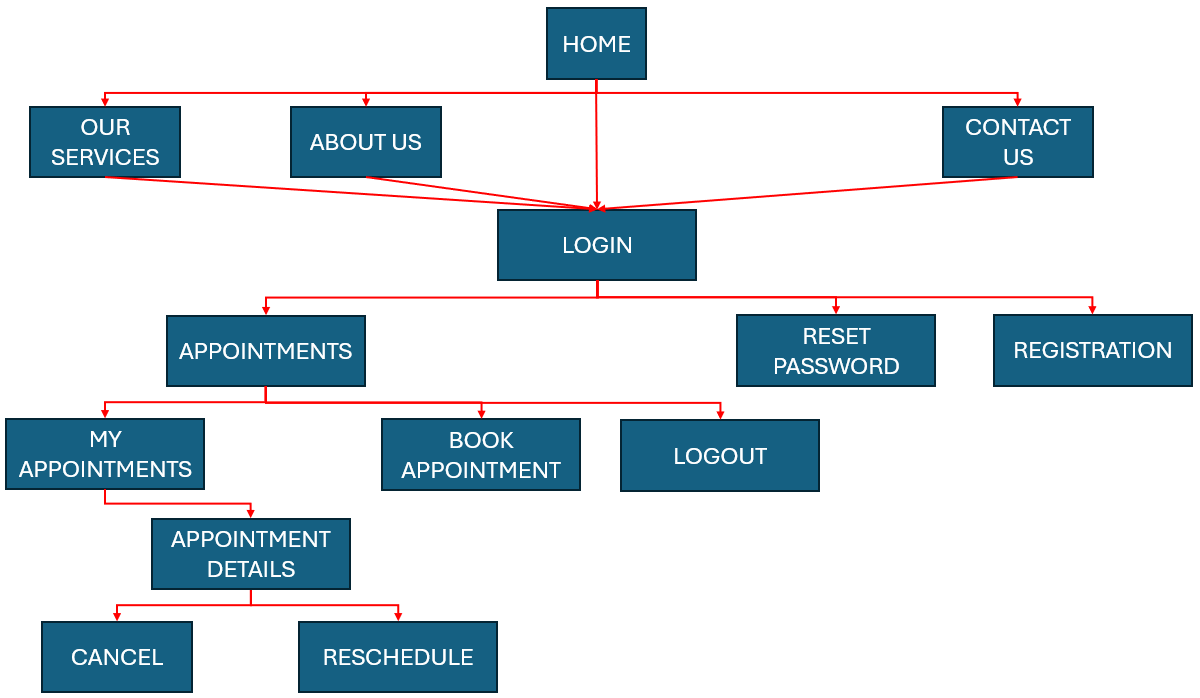 HOME
OUR
SERVICES
ABOUT US
CONTACT
US
LOGIN
APPOINTMENTS
RESET
PASSWORD
REGISTRATION
MY
APPOINTMENTS
BOOK
APPOINTMENT
LOGOUT
APPOINTMENT
DETAILS
CANCEL
RESCHEDULE